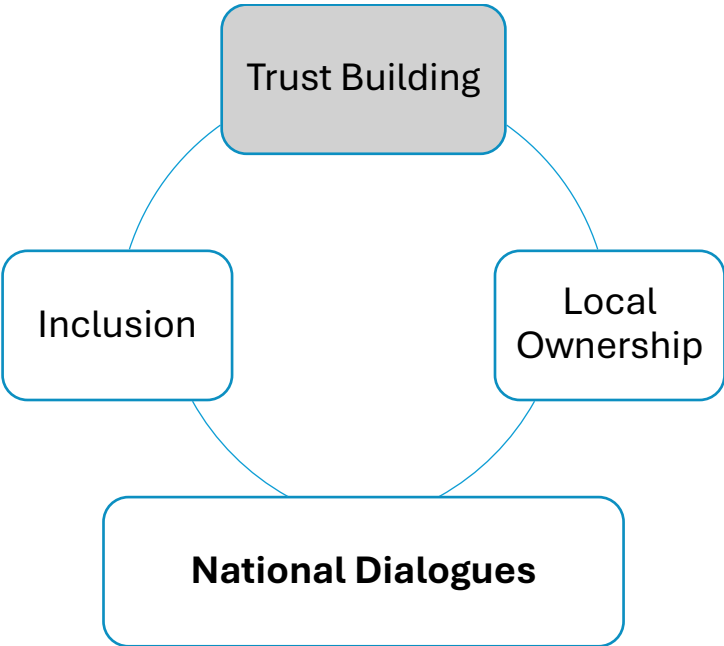 Trust Building
Inclusion
Local
Ownership
National Dialogues